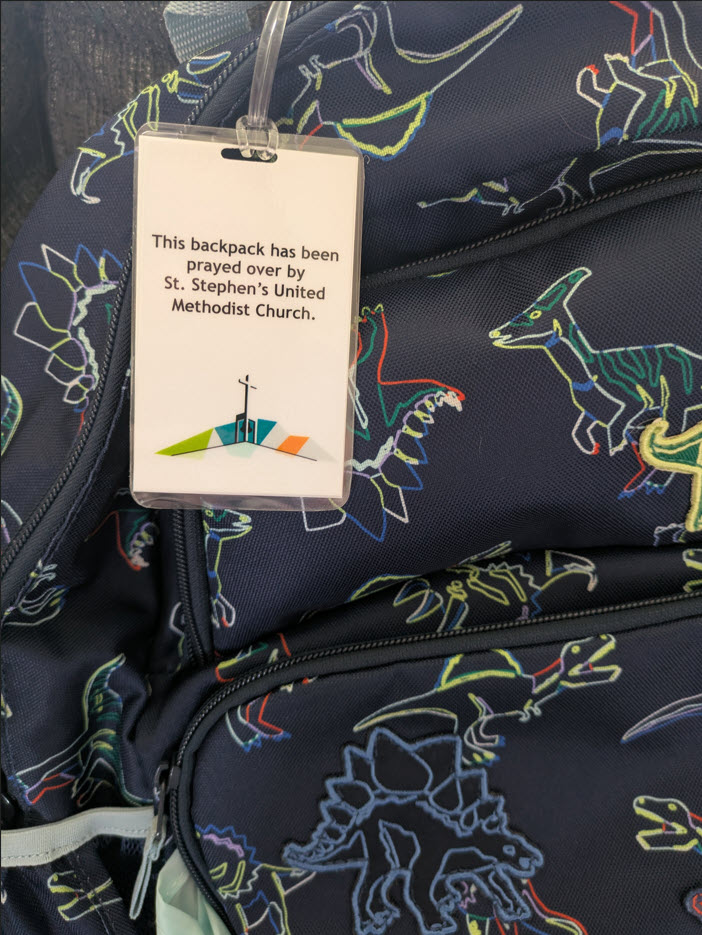 This backpack has been
prayed over by
St. Stephen's United
Methodist Church.